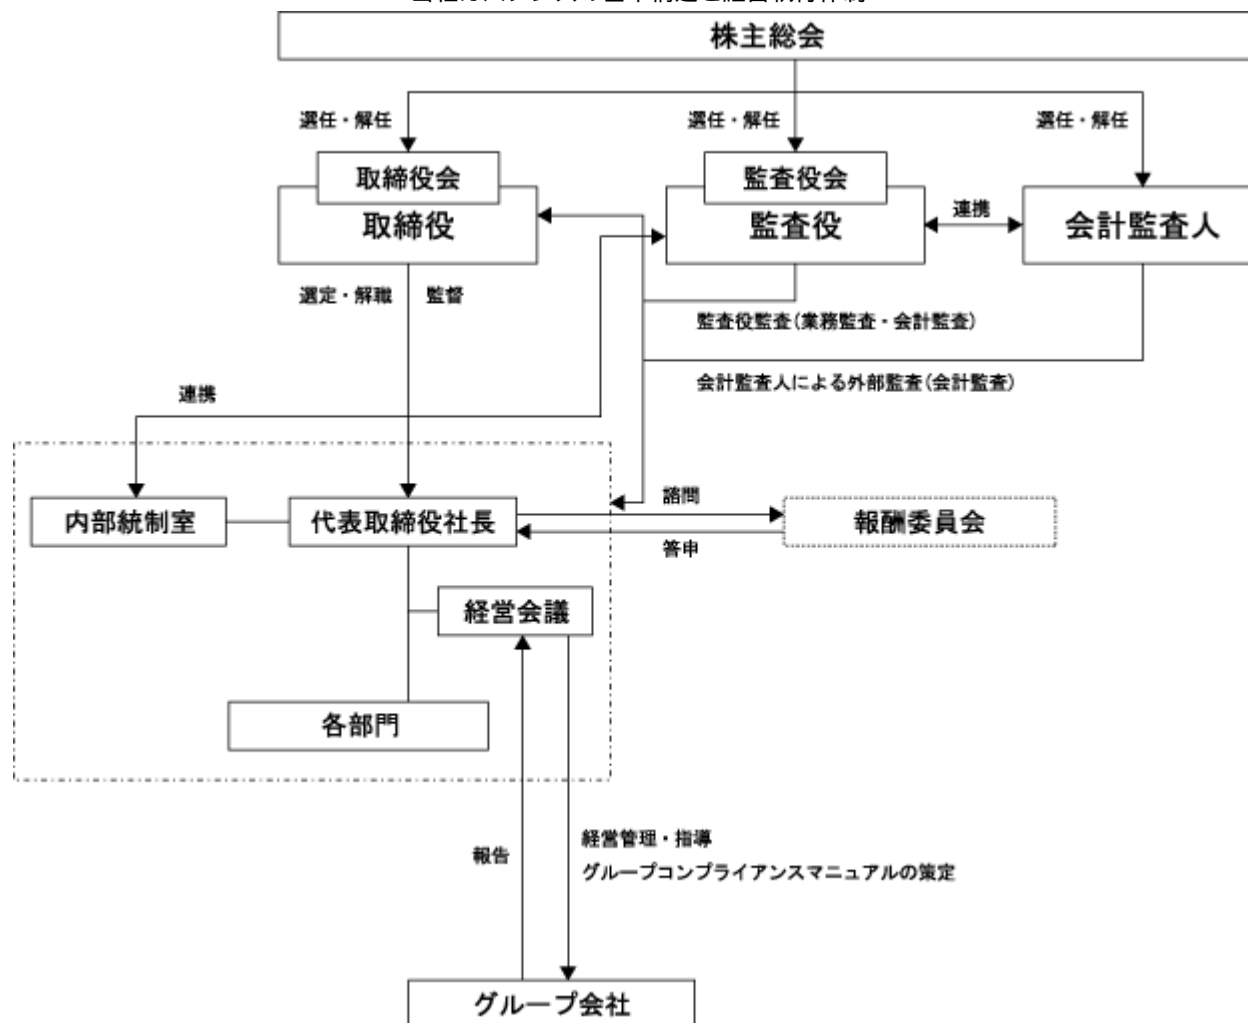 株主総会
選任・解任
選任・解任
選任・解任
取締役会
監査役会
取締役
監査役
連携
会計監査人
選定・解職
監督
監査役監査(業務監査・会計監査)
会計監査人による外部監査(会計監査)
連携
内部統制室
代表取締役社長
諮問
答申
報酬委員会
経営会議
各部門
報告
経営管理・指導
グループコンプライアンスマニュアルの策定
グループ会社